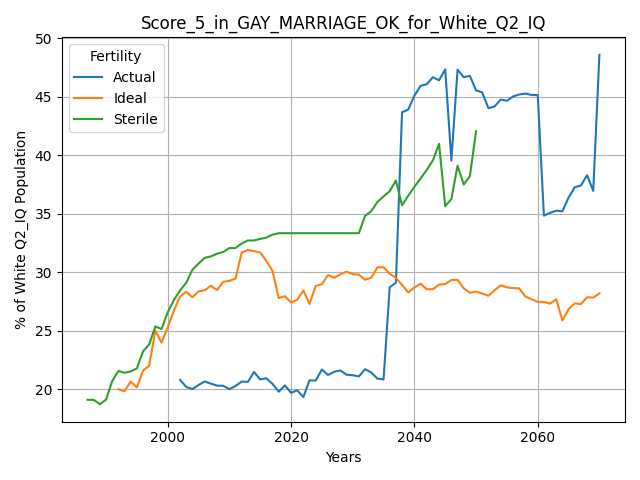 Score_5_in_GAY_MARRIAGE_OK_for_White_Q2_IQ
Fertility
Actual
Ideal
Sterile
% of White Q2_IQ Population
50
45
40
35
30
25
20
2000
2020
2040
2060
Years